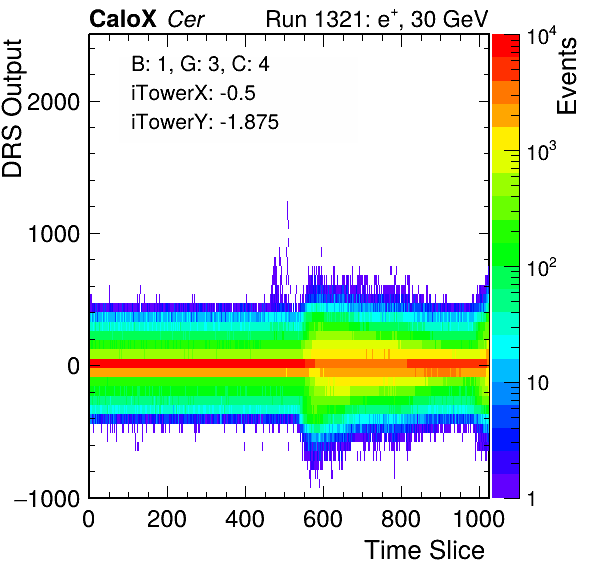 CaloX Cer Run 1321: e⁺, 30 GeV
B: 1, G: 3, C: 4
iTowerX: -0.5
iTowerY: -1.875
DRS Output
2000
1000
0
−1000
0 200 400 600 800 1000
Time Slice
10⁴
10³
10²
10
1
Events